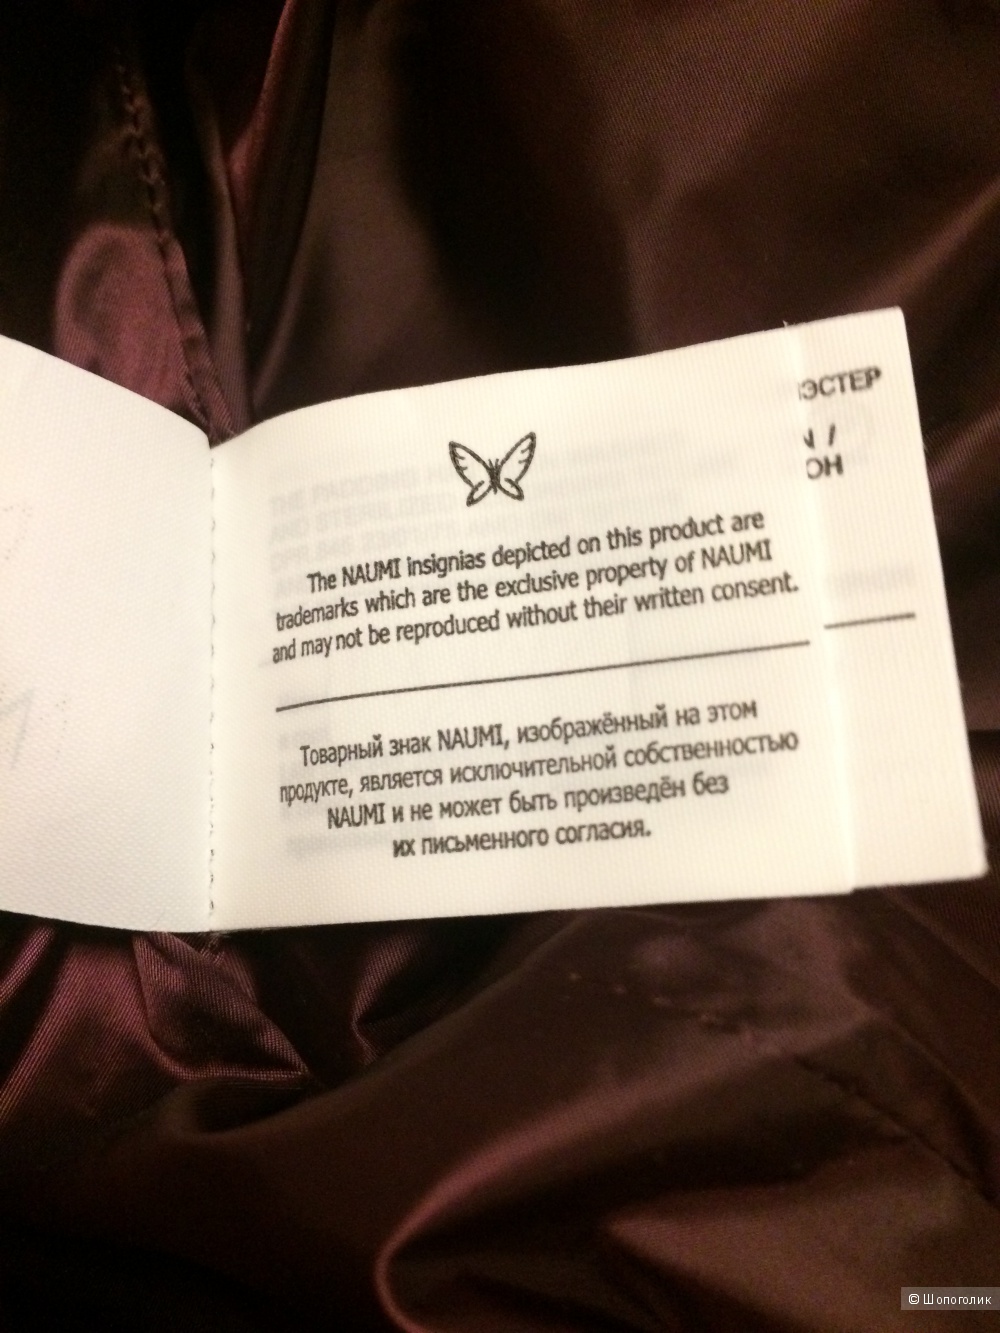 The NAUMI insignias depicted on this product are
trademarks which are the exclusive property of NAUMI
and may not be reproduced without their written consent.
Товарный знак NAUMI, изображённый на этом
продукте, является исключительной собственностью
NAUMI и не может быть произведён без
их письменного согласия.
ЭСТЕР
/
ОН
© Шопоголик